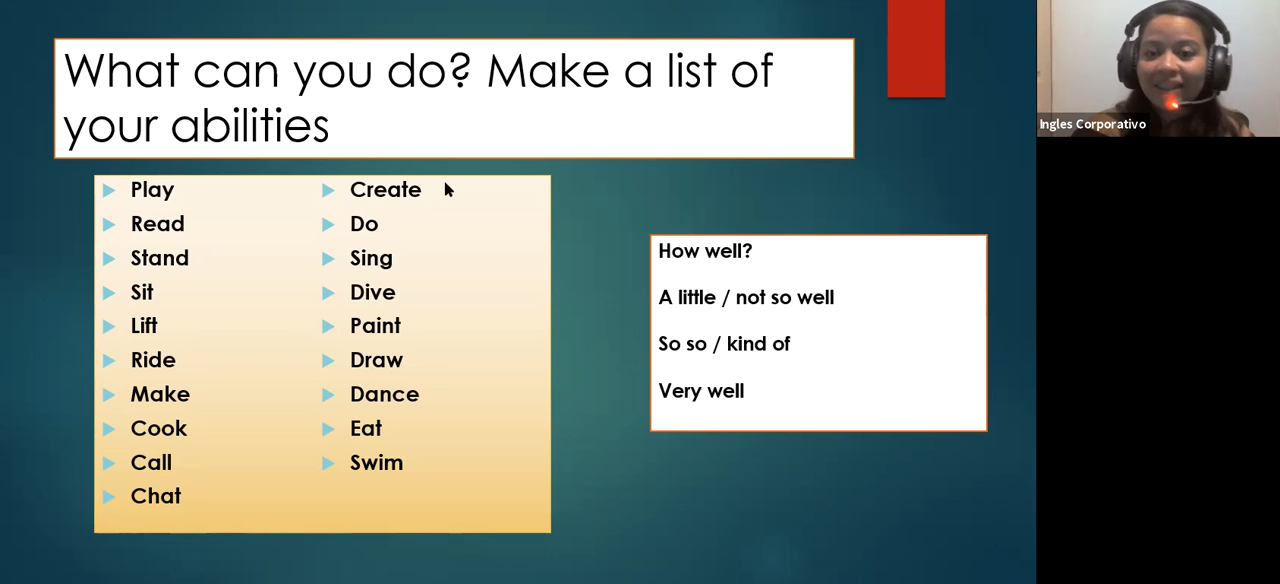 What can you do? Make a list of
your abilities
Play
Read
Stand
Sit
Lift
Ride
Make
Cook
Call
Chat
Create
Do
Sing
Dive
Paint
Draw
Dance
Eat
Swim
How well?
A little / not so well
So so / kind of
Very well
Ingles Corporativo